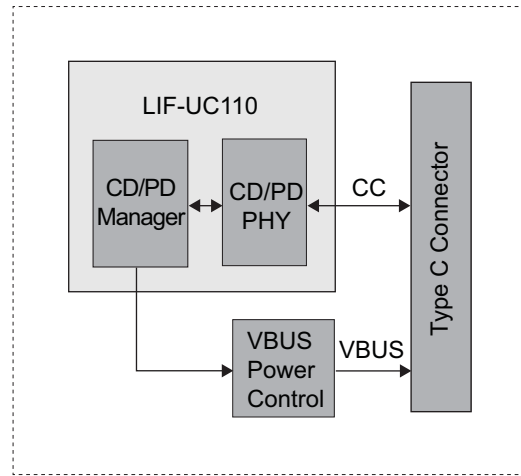 LIF-UC110
CD/PD
Manager
CD/PD
PHY
CC
Type C Connector
VBUS
Power
Control
VBUS